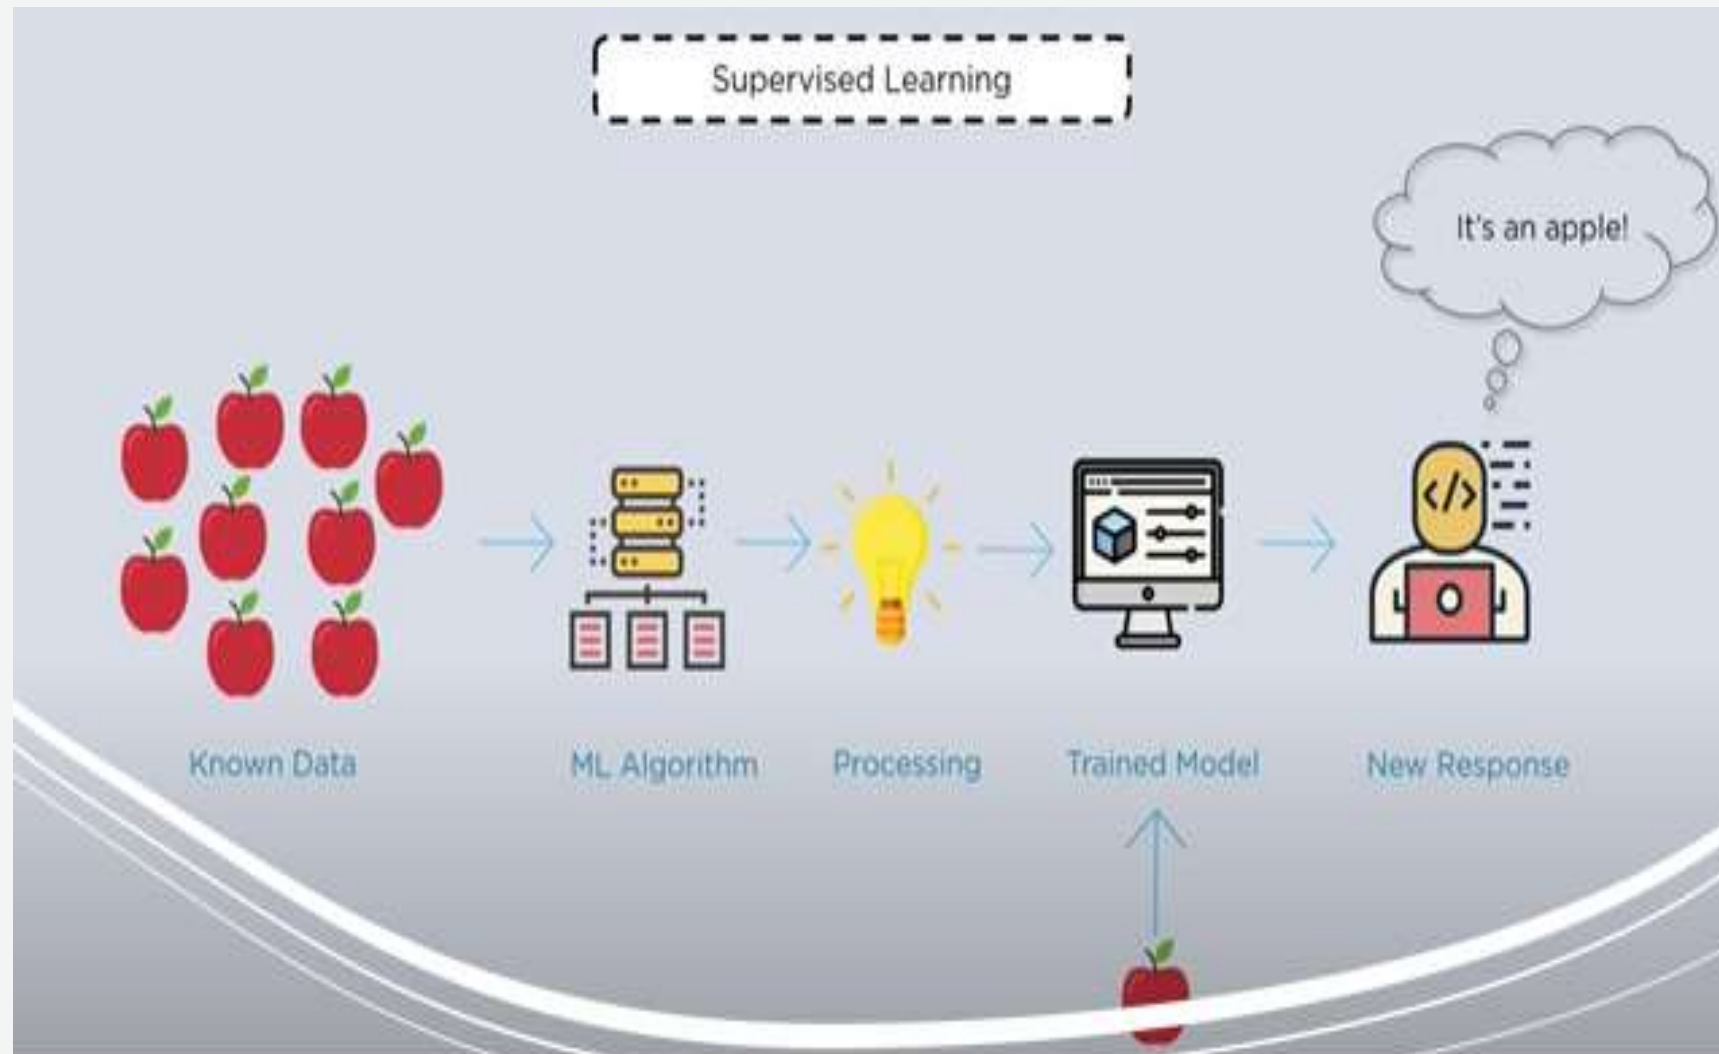 Supervised Learning
It's an apple!
</>
Known Data
ML Algorithm
Processing
Trained Model
New Response